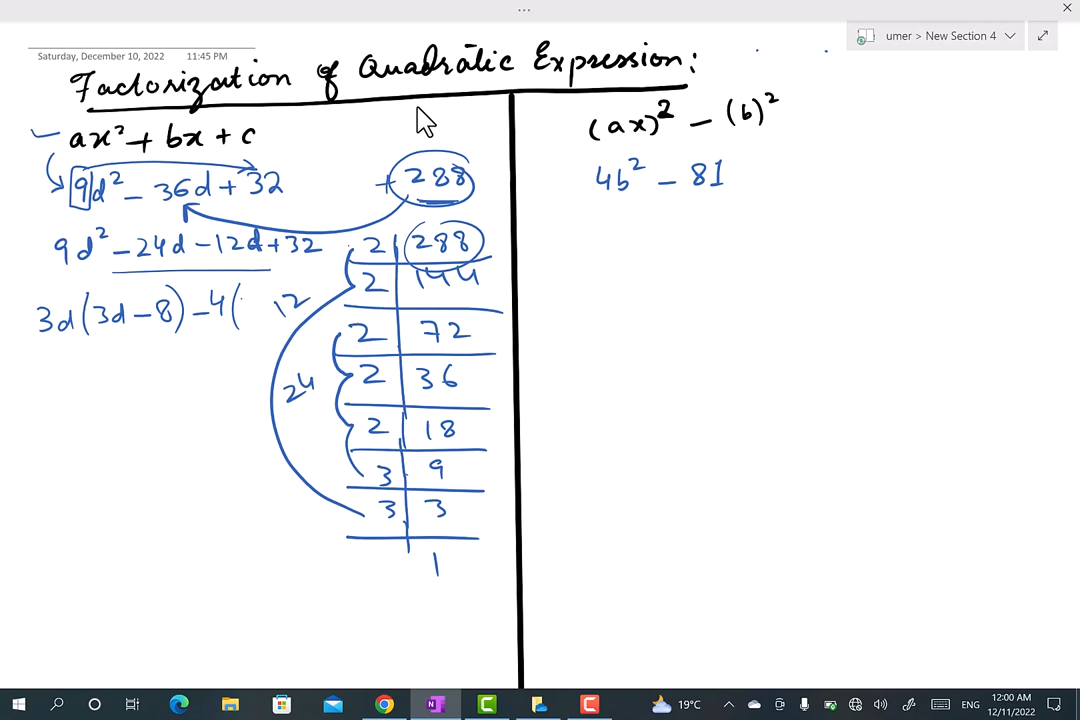 umer > New Section 4
Saturday, December 10, 2022 11:45 PM
Factorization of Quadratic Expression:
ax² + bx + c
9d² - 36d + 32
+ 288
9d² - 24d - 12d + 32
3d(3d - 8) - 4(
12
24
2 | 288
2 | 144
2 | 72
2 | 36
2 | 18
3 | 9
3 | 3
1
(ax)² - (b)²
4b² - 81
19°C
ENG
12:00 AM
12/11/2022